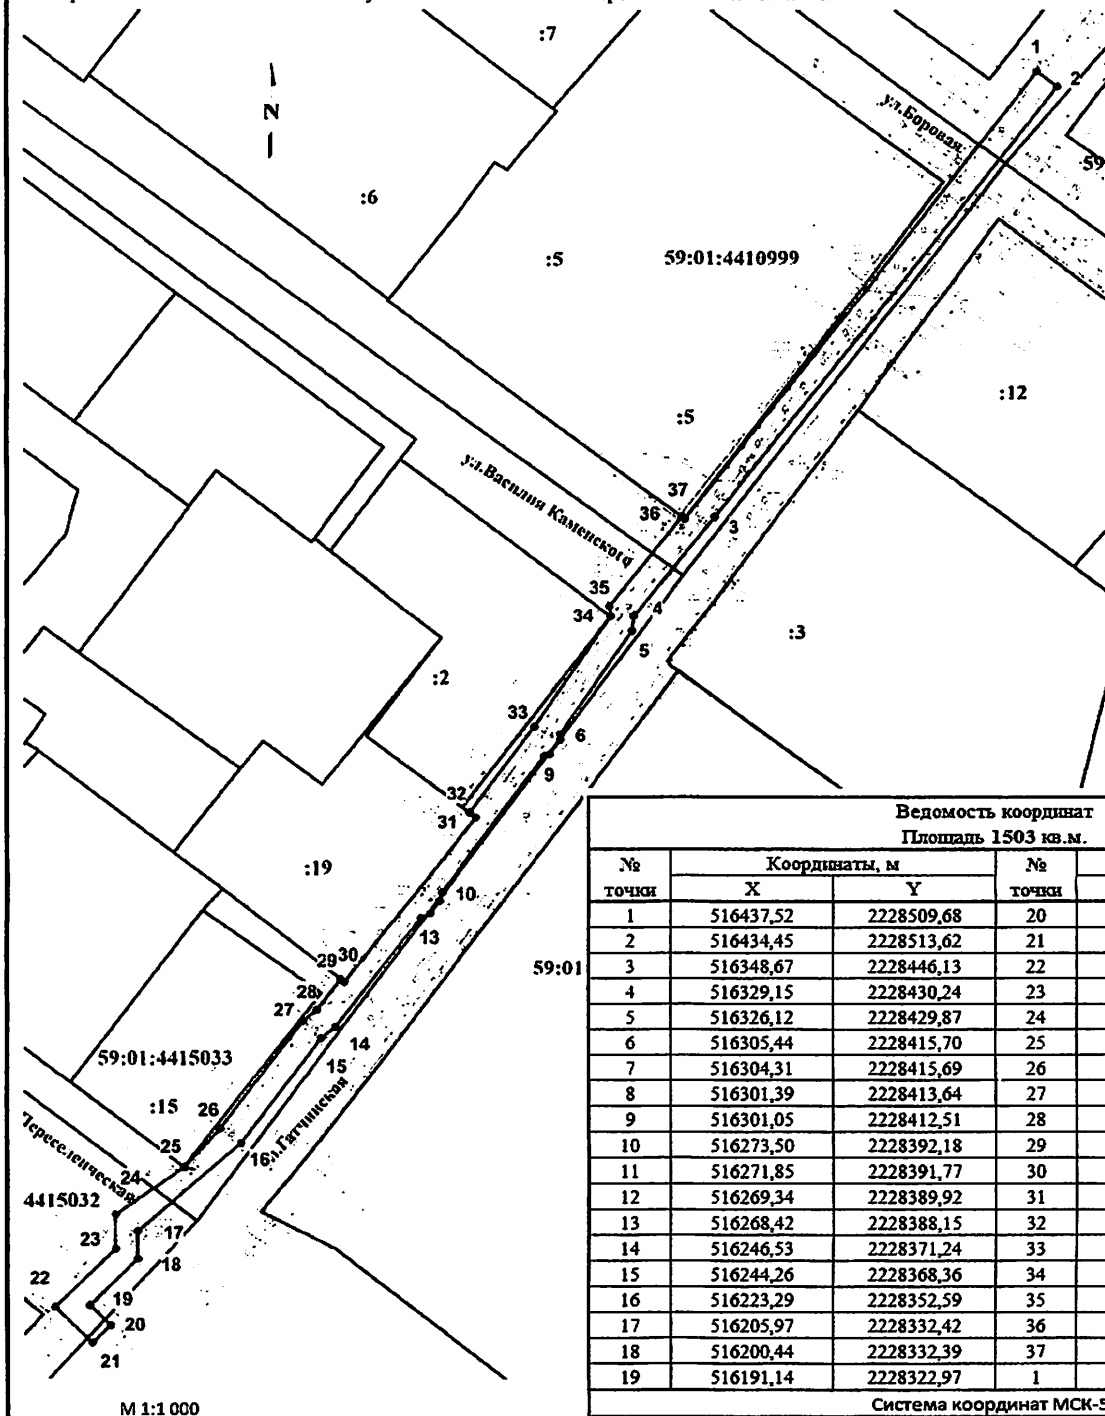 :7
1
2
N
ул.Боровая
59
:6
:5
59:01:4410999
:12
:5
ул.Василия Каменского
37
36
3
35
34
4
5
:3
:2
33
6
9
32
31
:19
10
13
29 30
59:01
28
27
14
59:01:4415033
15
:15
26
л.Гатчинская
Переселенческая
25
16
24
4415032
17
23
18
22
19
20
21
М 1:1 000
Ведомость координат
Площадь 1503 кв.м.
№ точки Координаты, м № точки
X Y
1 516437,52 2228509,68 20
2 516434,45 2228513,62 21
3 516348,67 2228446,13 22
4 516329,15 2228430,24 23
5 516326,12 2228429,87 24
6 516305,44 2228415,70 25
7 516304,31 2228415,69 26
8 516301,39 2228413,64 27
9 516301,05 2228412,51 28
10 516273,50 2228392,18 29
11 516271,85 2228391,77 30
12 516269,34 2228389,92 31
13 516268,42 2228388,15 32
14 516246,53 2228371,24 33
15 516244,26 2228368,36 34
16 516223,29 2228352,59 35
17 516205,97 2228332,42 36
18 516200,44 2228332,39 37
19 516191,14 2228322,97 1
Система координат МСК-5